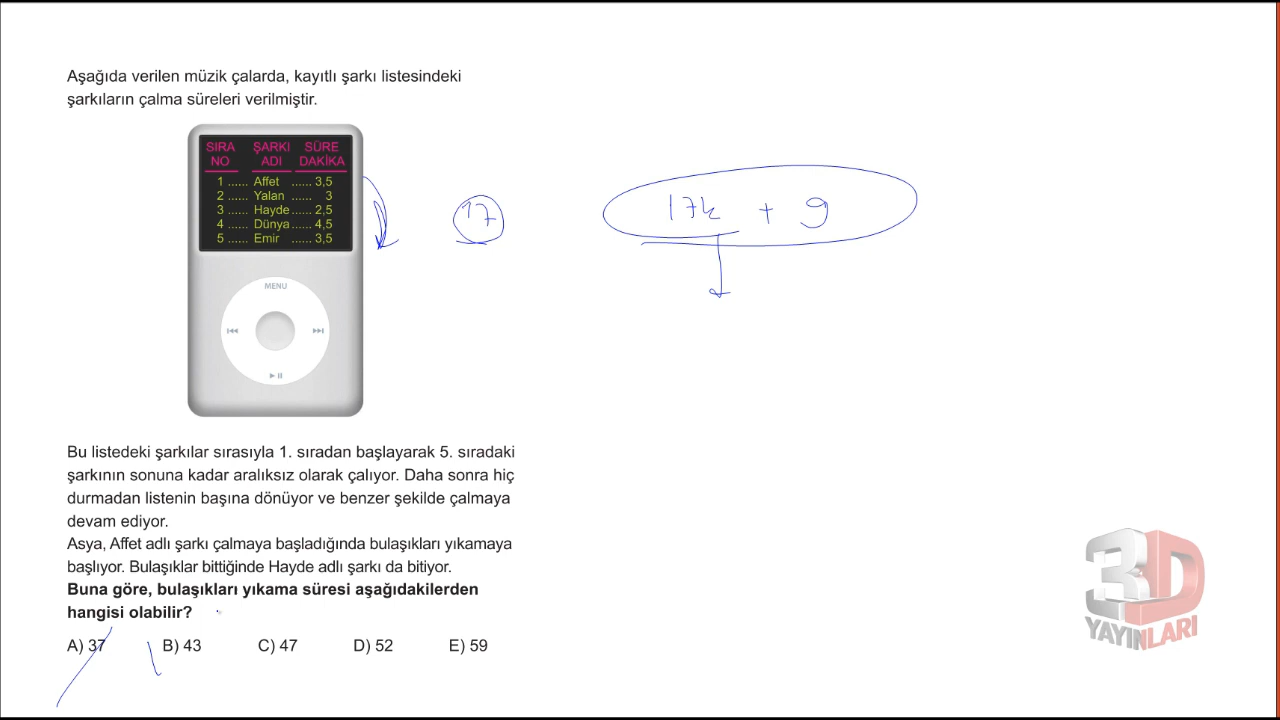 Aşağıda verilen müzik çalarda, kayıtlı şarkı listesindeki
şarkıların çalma süreleri verilmiştir.
SIRA NO ŞARKI ADI SÜRE DAKİKA
1 ...... Affet ...... 3,5
2 ...... Yalan ...... 3
3 ...... Hayde ...... 2,5
4 ...... Dünya ...... 4,5
5 ...... Emir ...... 3,5
MENU
17
17k + 9
Bu listedeki şarkılar sırasıyla 1. sıradan başlayarak 5. sıradaki
şarkının sonuna kadar aralıksız olarak çalıyor. Daha sonra hiç
durmadan listenin başına dönüyor ve benzer şekilde çalmaya
devam ediyor.
Asya, Affet adlı şarkı çalmaya başladığında bulaşıkları yıkamaya
başlıyor. Bulaşıklar bittiğinde Hayde adlı şarkı da bitiyor.
Buna göre, bulaşıkları yıkama süresi aşağıdakilerden
hangisi olabilir?
A) 37 B) 43 C) 47 D) 52 E) 59
3D
YAYINLARI